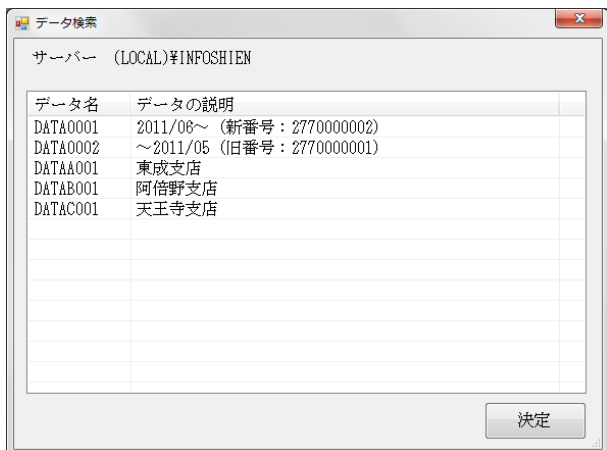 データ検索
サーバー (LOCAL)¥INFOSHIEN
データ名 データの説明
DATA0001 2011/06～ (新番号：2770000002)
DATA0002 ～2011/05 (旧番号：2770000001)
DATAA001 東成支店
DATAB001 阿倍野支店
DATAC001 天王寺支店
決定